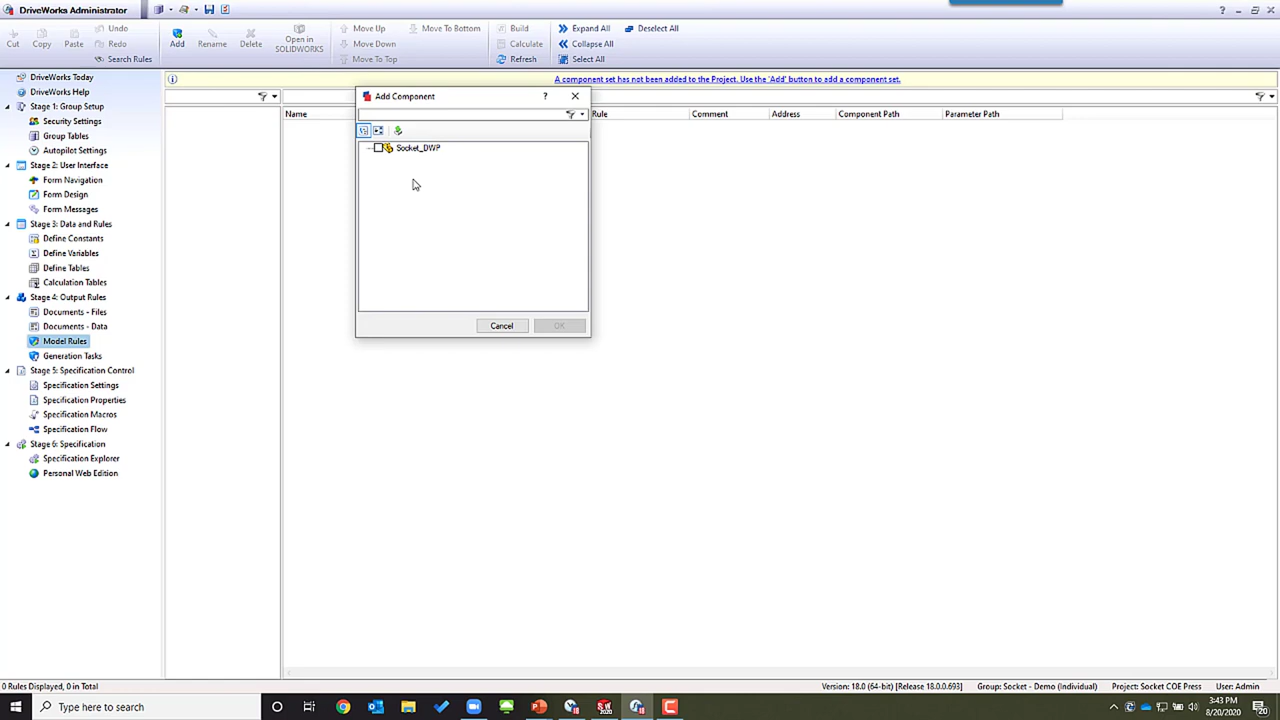 DriveWorks Administrator
Cut
Copy
Paste
Undo
Redo
Search Rules
Add
Rename
Delete
Open in
SOLIDWORKS
Move Up
Move Down
Move To Top
Move To Bottom
Build
Calculate
Refresh
Expand All
Collapse All
Select All
Deselect All
DriveWorks Today
DriveWorks Help
Stage 1: Group Setup
Security Settings
Group Tables
Autopilot Settings
Stage 2: User Interface
Form Navigation
Form Design
Form Messages
Stage 3: Data and Rules
Define Constants
Define Variables
Define Tables
Calculation Tables
Stage 4: Output Rules
Documents - Files
Documents - Data
Model Rules
Generation Tasks
Stage 5: Specification Control
Specification Settings
Specification Properties
Specification Macros
Specification Flow
Stage 6: Specification
Specification Explorer
Personal Web Edition
A component set has not been added to the Project. Use the 'Add' button to add a component set.
Name Rule Comment Address Component Path Parameter Path
Add Component
Socket_DWP
Cancel OK
0 Rules Displayed, 0 in Total
Version: 18.0 (64-bit) [Release 18.0.0.693] Group: Socket - Demo (Individual) Project: Socket COE Press User: Admin
Type here to search
3:43 PM
8/20/2020
20